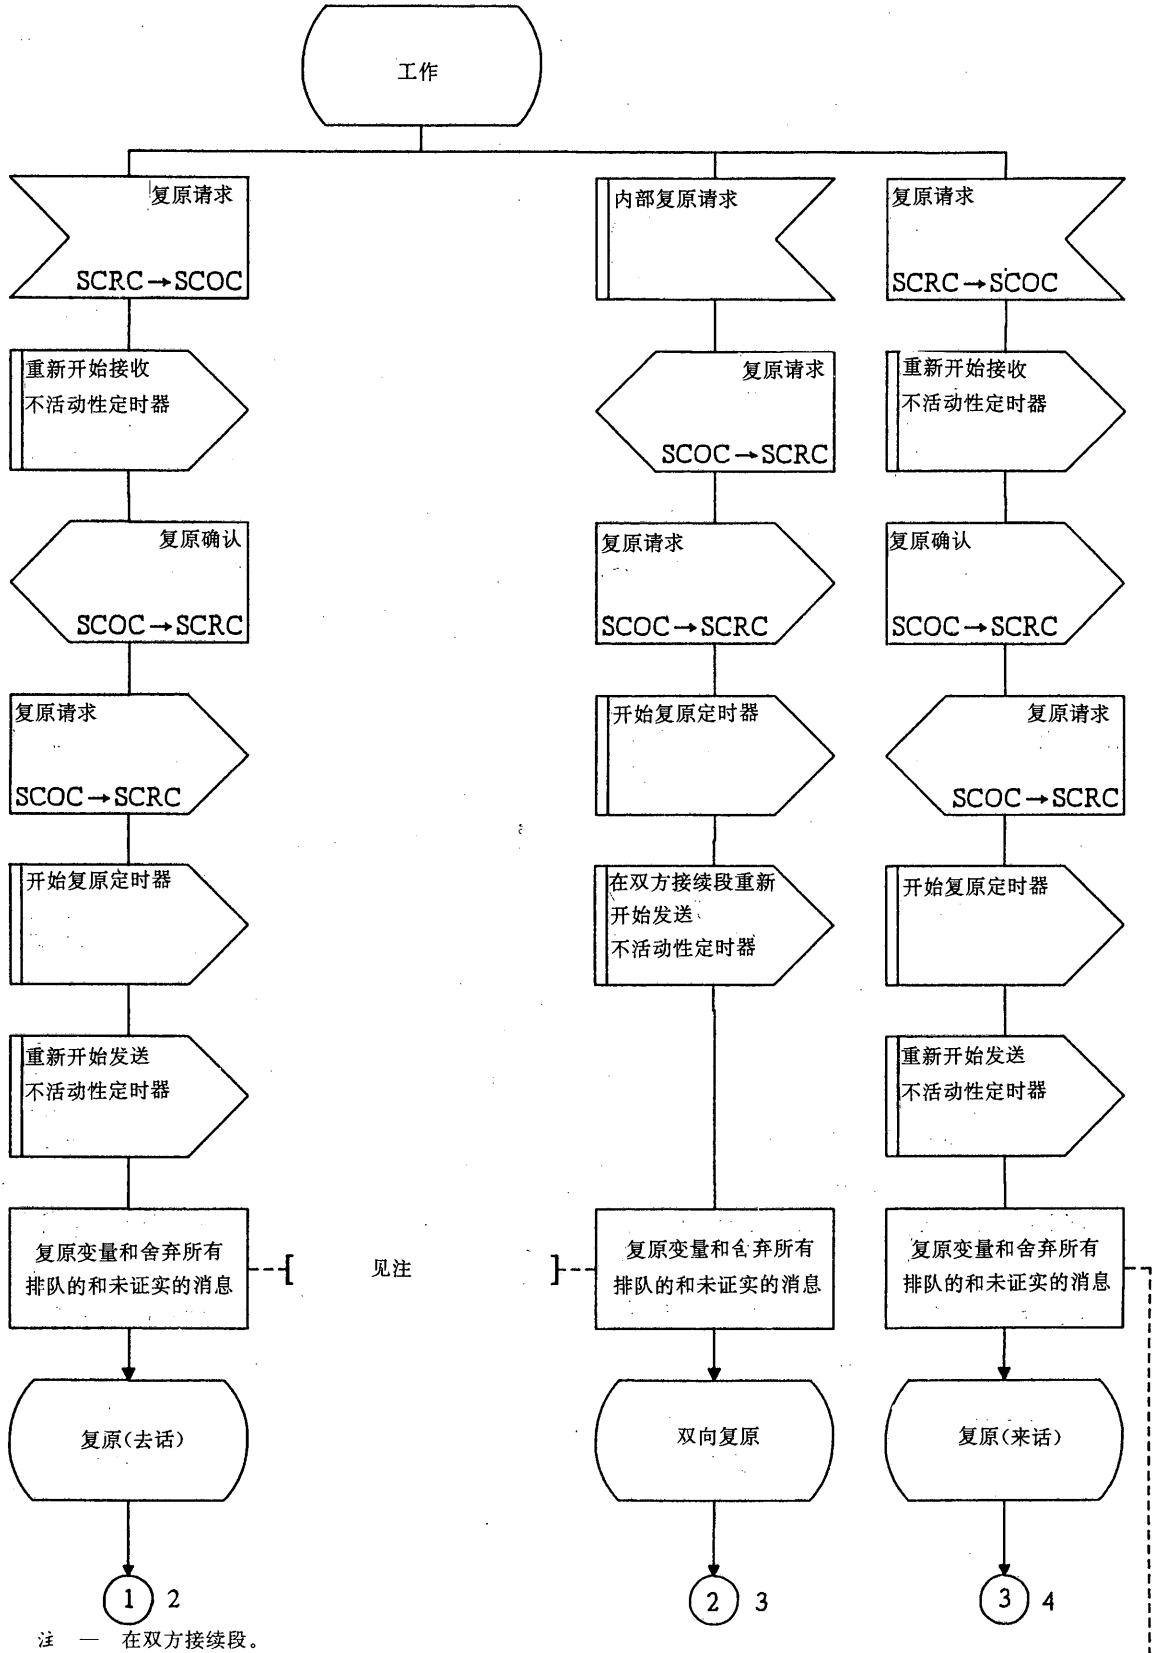 工作
复原请求
SCRC→SCOC
重新开始接收
不活动性定时器
复原确认
SCOC→SCRC
复原请求
SCOC→SCRC
开始复原定时器
重新开始发送
不活动性定时器
复原变量和舍弃所有
排队的和未证实的消息
见注
复原(去话)
1 2
内部复原请求
复原请求
SCOC→SCRC
复原请求
SCOC→SCRC
开始复原定时器
在双方接续段重新
开始发送
不活动性定时器
复原变量和舍弃所有
排队的和未证实的消息
双向复原
2 3
复原请求
SCRC→SCOC
重新开始接收
不活动性定时器
复原确认
SCOC→SCRC
复原请求
SCOC→SCRC
开始复原定时器
重新开始发送
不活动性定时器
复原变量和舍弃所有
排队的和未证实的消息
复原(来话)
3 4
注 — 在双方接续段。